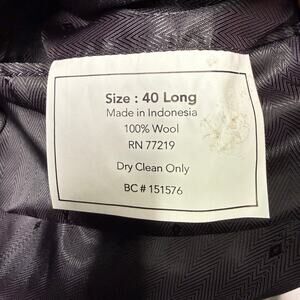 Size : 40 Long
Made in Indonesia
100% Wool
RN 77219
Dry Clean Only
BC # 151576